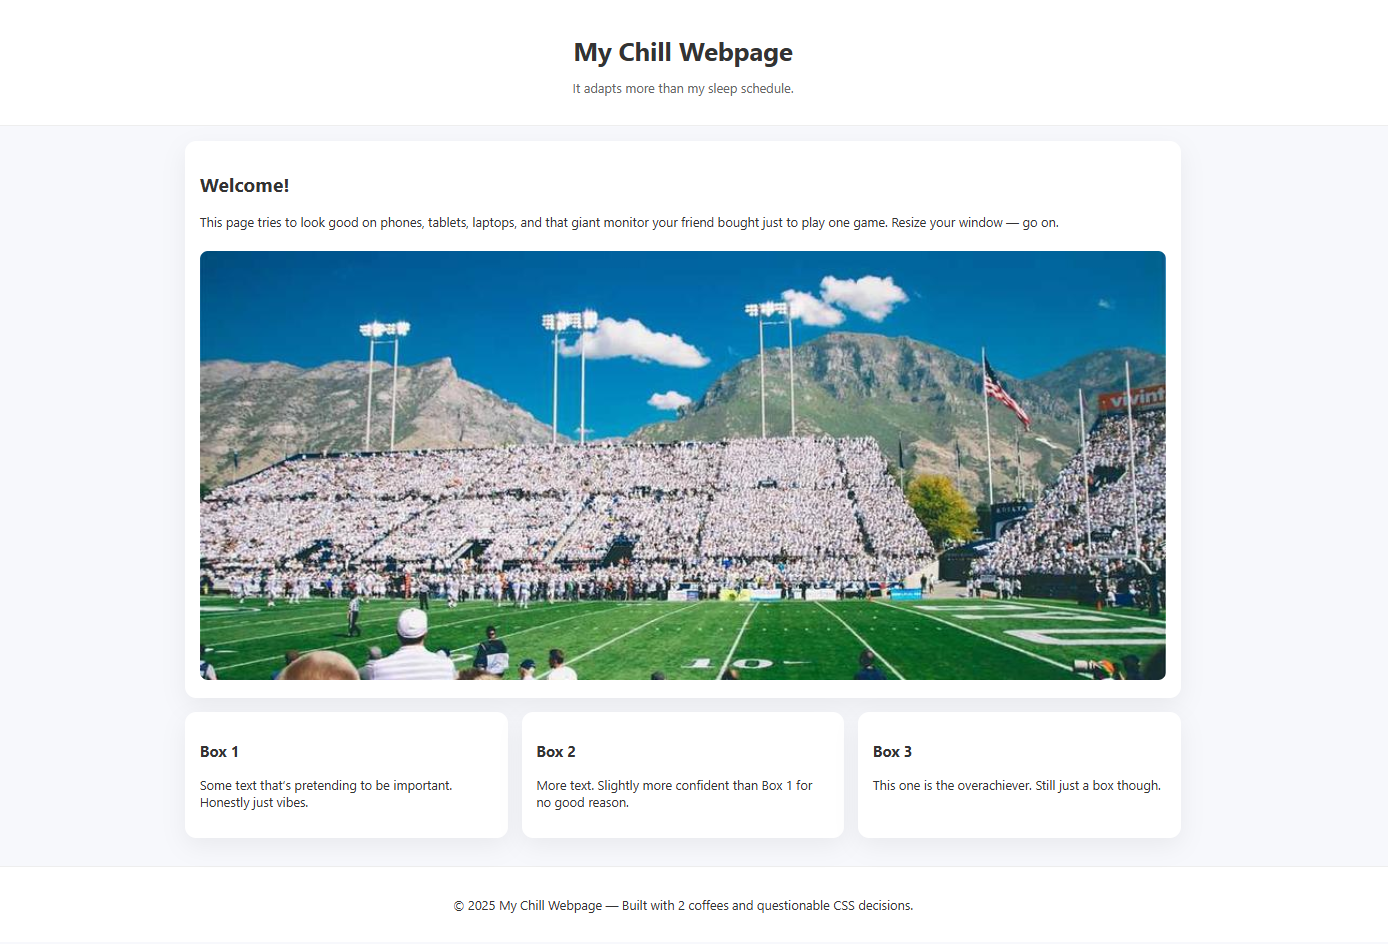 My Chill Webpage
It adapts more than my sleep schedule.
Welcome!
This page tries to look good on phones, tablets, laptops, and that giant monitor your friend bought just to play one game. Resize your window — go on.
vivint
10
Box 1
Some text that's pretending to be important.
Honestly just vibes.
Box 2
More text. Slightly more confident than Box 1 for
no good reason.
Box 3
This one is the overachiever. Still just a box though.
© 2025 My Chill Webpage — Built with 2 coffees and questionable CSS decisions.